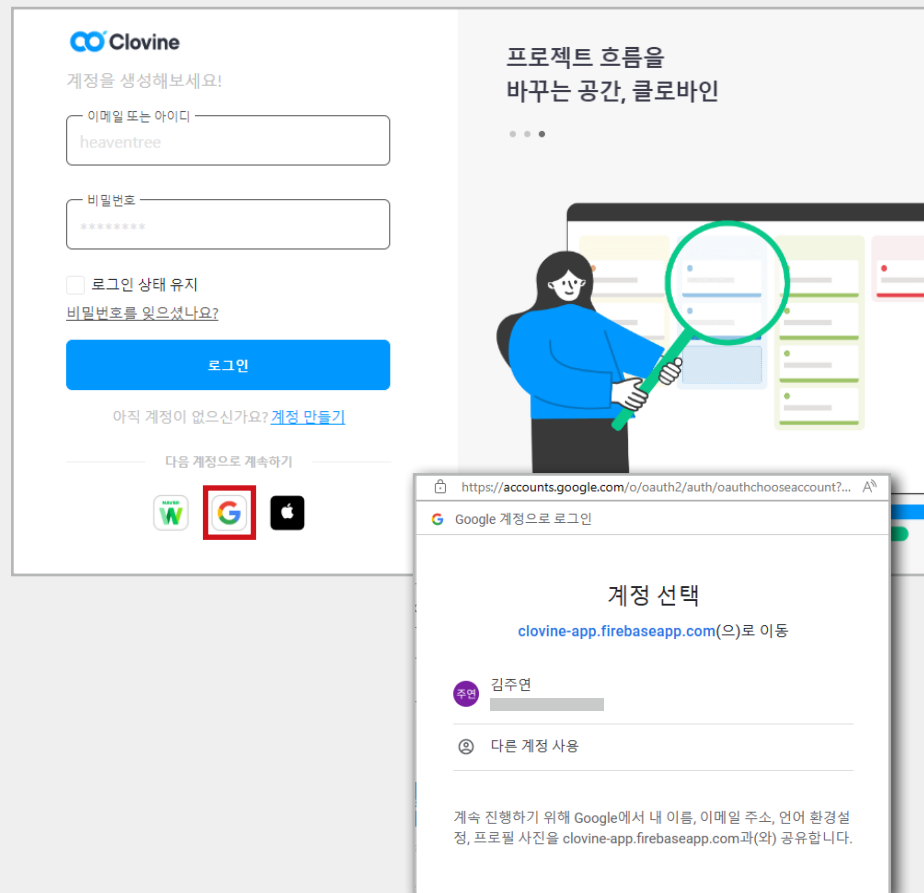 Clovine
계정을 생성해보세요!
이메일 또는 아이디
heaventree
비밀번호
********
로그인 상태 유지
비밀번호를 잊으셨나요?
로그인
아직 계정이 없으신가요? 계정 만들기
다음 계정으로 계속하기
NAVER
W
G
프로젝트 흐름을
바꾸는 공간, 클로바인
https://accounts.google.com/o/oauth2/auth/oauthchooseaccount?... A
G Google 계정으로 로그인
계정 선택
clovine-app.firebaseapp.com(으)로 이동
주연
김주연
다른 계정 사용
계속 진행하기 위해 Google에서 내 이름, 이메일 주소, 언어 환경설
정, 프로필 사진을 clovine-app.firebaseapp.com과(와) 공유합니다.